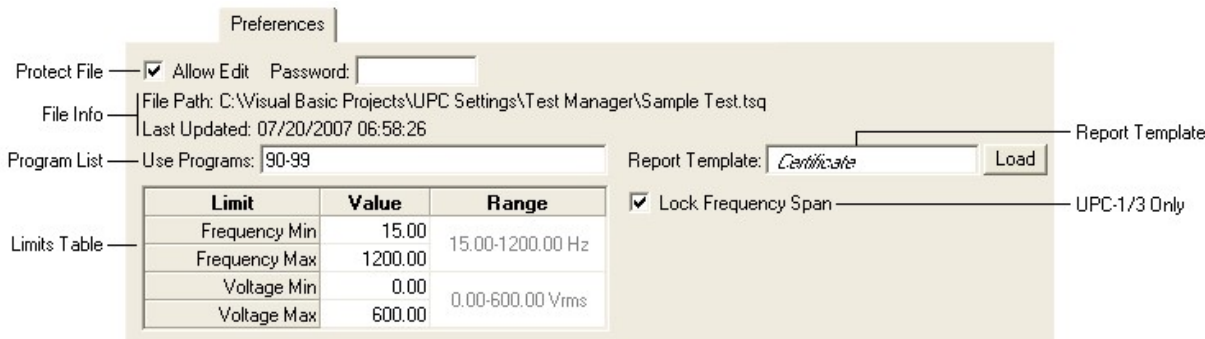 Preferences
Protect File
Allow Edit Password:
File Info
File Path: C:\Visual Basic Projects\UPC Settings\Test Manager\Sample Test.tsq
Last Updated: 07/20/2007 06:58:26
Report Template
Program List
Use Programs: 90-99
Report Template: Certificate Load
Limit Value Range
Lock Frequency Span
UPC-1/3 Only
Limits Table
Frequency Min 15.00
15.00-1200.00 Hz
Frequency Max 1200.00
Voltage Min 0.00
0.00-600.00 Vrms
Voltage Max 600.00